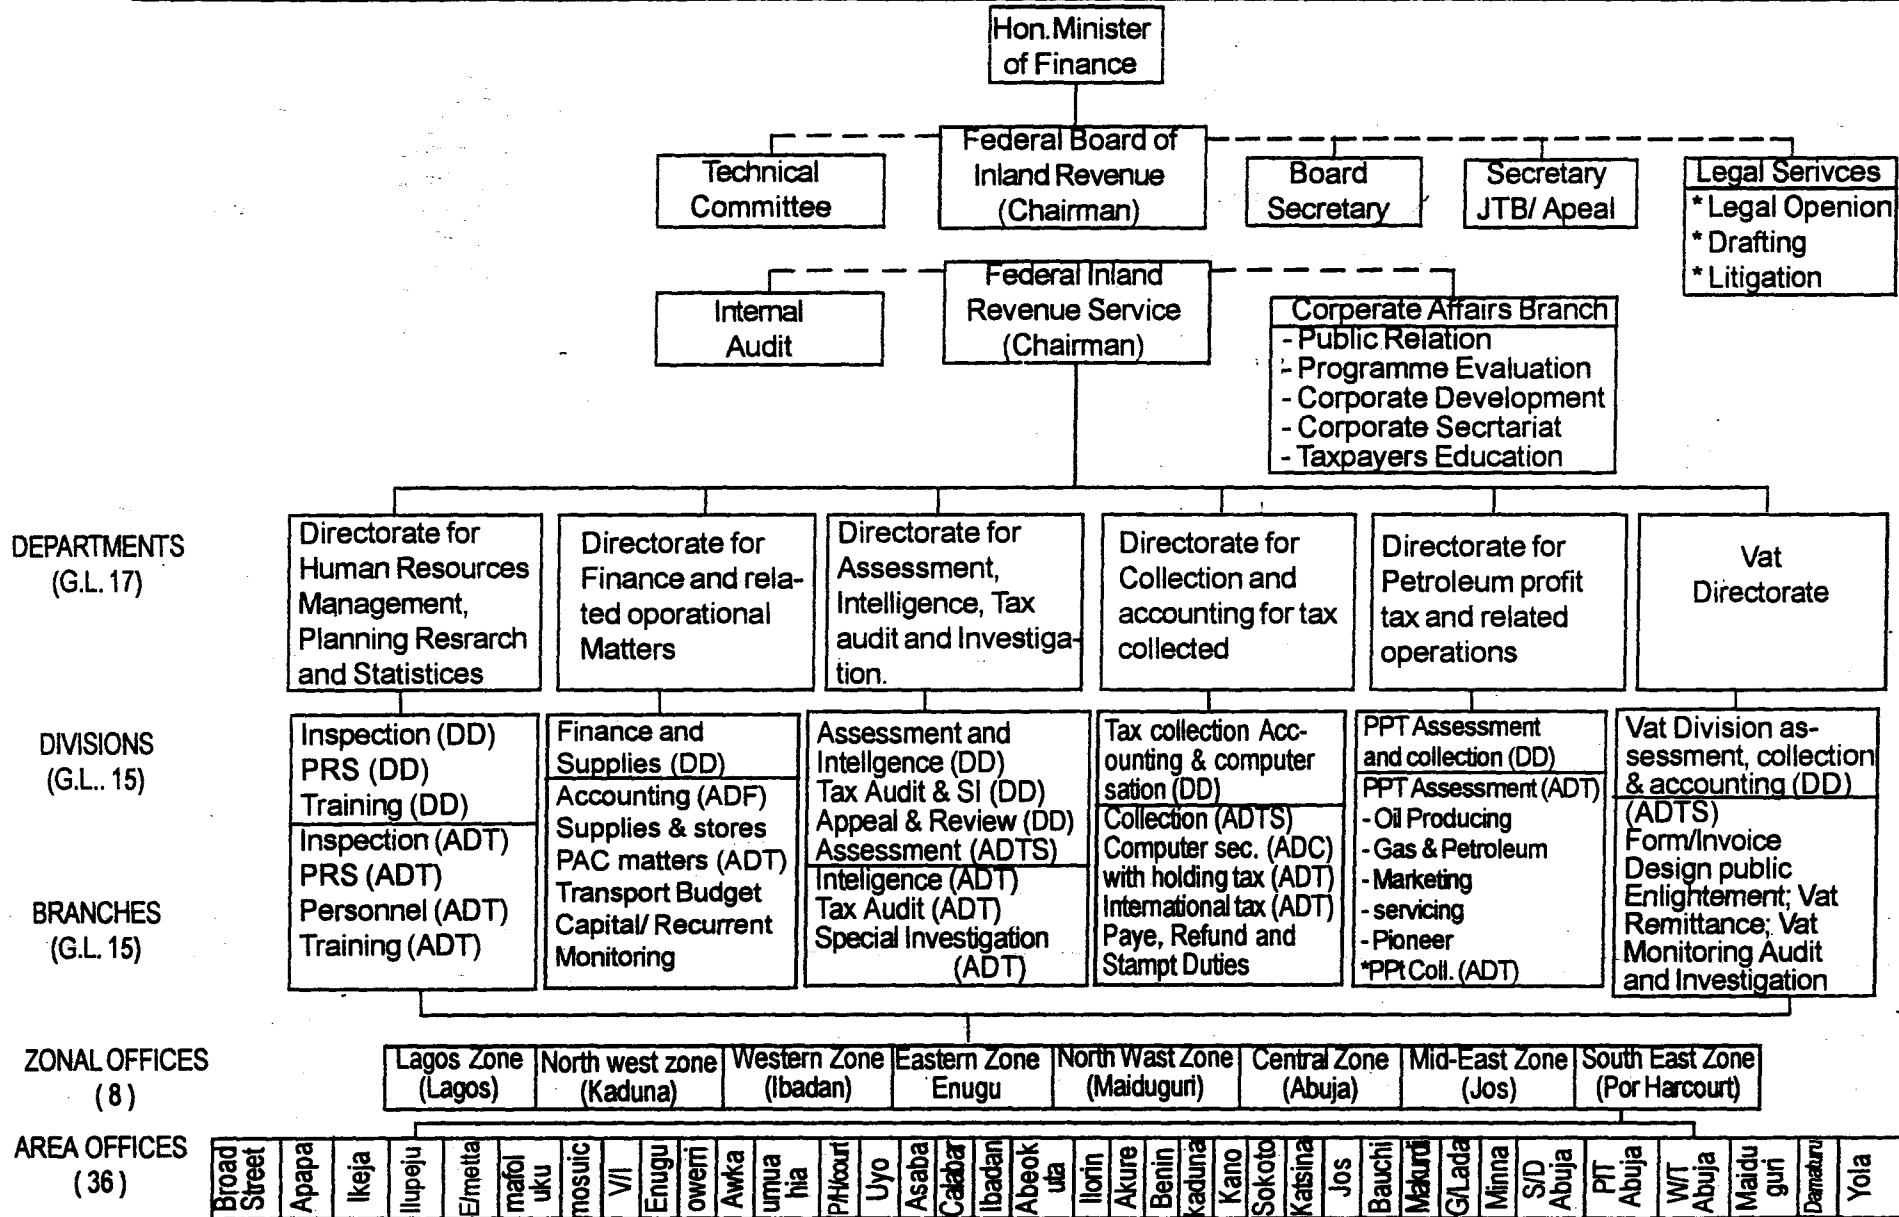 Hon.Minister
of Finance
Federal Board of
Inland Revenue
(Chairman)
Technical
Committee
Board
Secretary
Secretary
JTB/ Apeal
Legal Serivces
* Legal Openion
* Drafting
* Litigation
Federal Inland
Revenue Service
(Chairman)
Internal
Audit
Corperate Affairs Branch
- Public Relation
- Programme Evaluation
- Corporate Development
- Corporate Secrtariat
- Taxpayers Education
DEPARTMENTS
(G.L. 17)
Directorate for
Human Resources
Management,
Planning Resrarch
and Statistices
Directorate for
Finance and rela-
ted oporational
Matters
Directorate for
Assessment,
Intelligence, Tax
audit and Investiga-
tion.
Directorate for
Collection and
accounting for tax
collected
Directorate for
Petroleum profit
tax and related
operations
Vat
Directorate
DIVISIONS
(G.L.. 15)
BRANCHES
(G.L. 15)
Inspection (DD)
PRS (DD)
Training (DD)
Inspection (ADT)
PRS (ADT)
Personnel (ADT)
Training (ADT)
Finance and
Supplies (DD)
Accounting (ADF)
Supplies & stores
PAC matters (ADT)
Transport Budget
Capital/ Recurrent
Monitoring
Assessment and
Intellgence (DD)
Tax Audit & SI (DD)
Appeal & Review (DD)
Assessment (ADTS)
Inteligence (ADT)
Tax Audit (ADT)
Special Investigation
(ADT)
Tax collection Acc-
ounting & computer
sation (DD)
Collection (ADTS)
Computer sec. (ADC)
with holding tax (ADT)
International tax (ADT)
Paye, Refund and
Stampt Duties
PPT Assessment
and collection (DD)
PPT Assessment (ADT)
- Oil Producing
- Gas & Petroleum
- Marketing
- servicing
- Pioneer
*PPt Coll. (ADT)
Vat Division as-
sessment, collection
& accounting (DD)
(ADTS)
Form/Invoice
Design public
Enlightement; Vat
Remittance; Vat
Monitoring Audit
and Investigation
ZONAL OFFICES
( 8 )
Lagos Zone
(Lagos)
North west zone
(Kaduna)
Western Zone
(Ibadan)
Eastern Zone
Enugu
North Wast Zone
(Maiduguri)
Central Zone
(Abuja)
Mid-East Zone
(Jos)
South East Zone
(Por Harcourt)
AREA OFFICES
( 36 )
Broad
Street
Apapa
Ikeja
Ilupeju
E/metta
mafol
uku
mosuic
V/I
Enugu
owerri
Awka
umua
hia
P/H/court
Uyo
Asaba
Calabar
Ibadan
Abeok
uta
Ilorin
Akure
Benin
kaduna
Kano
Sokoto
Katsina
Jos
Bauchi
Makurdi
G/Lada
Minna
S/D
Abuja
P/T
Abuja
W/T
Abuja
Maidu
guri
Damaturu
Yola